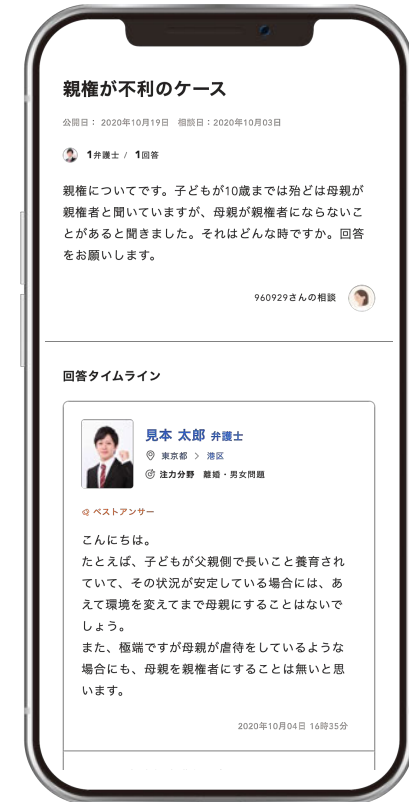 親権が不利のケース
公開日： 2020年10月19日 相談日：2020年10月03日
1弁護士 / 1回答
親権についてです。子どもが10歳までは殆どは母親が
親権者と聞いていますが、母親が親権者にならないこ
とがあると聞きました。それはどんな時ですか。回答
をお願いします。
960929さんの相談
回答タイムライン
見本 太郎 弁護士
東京都 > 港区
注力分野 離婚・男女問題
ベストアンサー
こんにちは。
たとえば、子どもが父親側で長いこと養育され
ていて、その状況が安定している場合には、あ
えて環境を変えてまで母親にすることはないで
しょう。
また、極端ですが母親が虐待をしているような
場合にも、母親を親権者にすることは無いと思
います。
2020年10月04日 16時35分